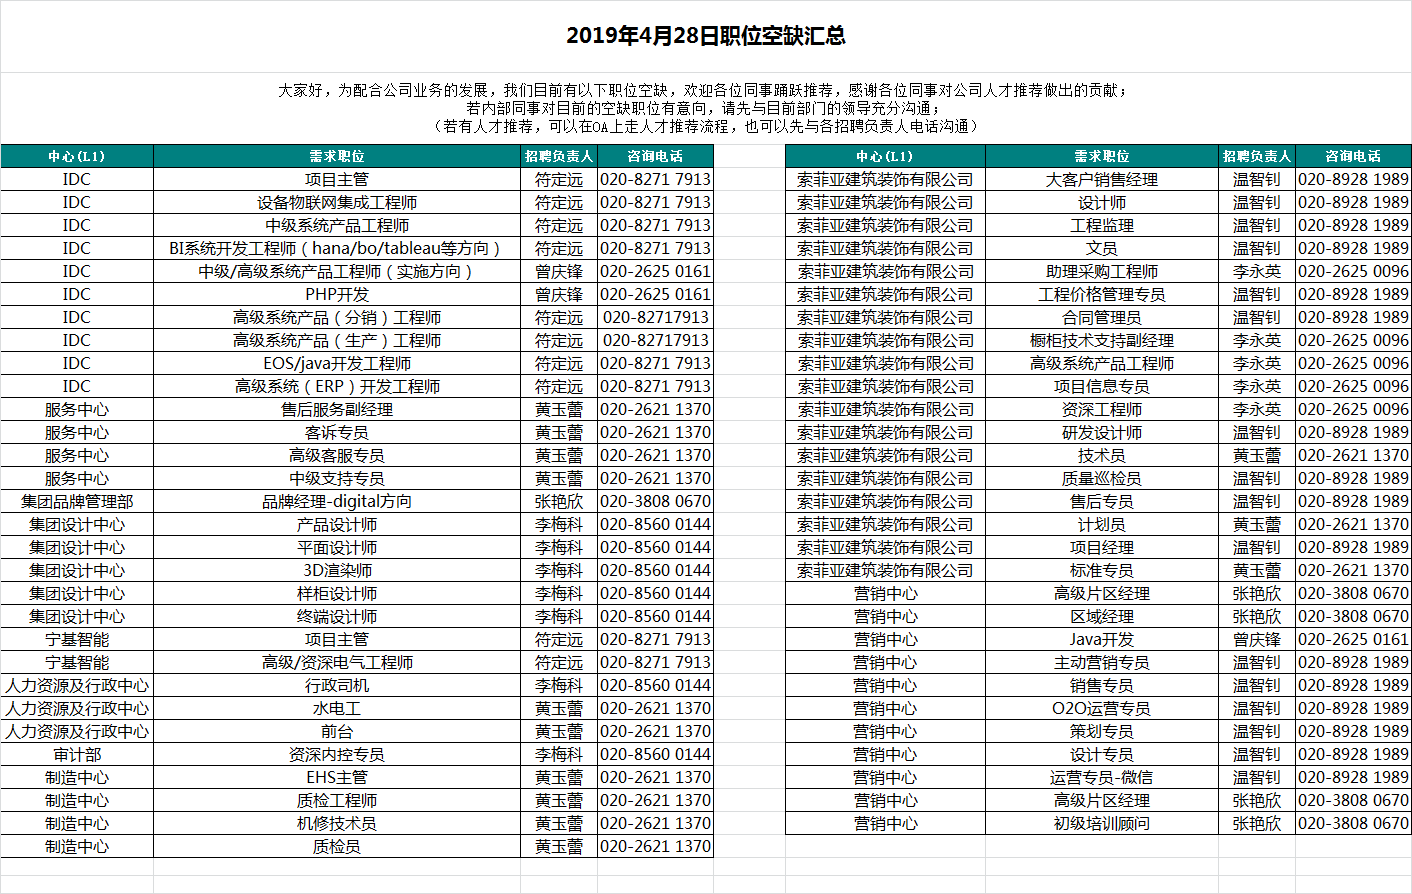 2019年4月28日职位空缺汇总
大家好，为配合公司业务的发展，我们目前有以下职位空缺，欢迎各位同事踊跃推荐，感谢各位同事对公司人才推荐做出的贡献；
若内部同事对目前的空缺职位有意向，请先与目前部门的领导充分沟通；
（若有人才推荐，可以在OA上走人才推荐流程，也可以先与各招聘负责人电话沟通）
中心(L1) 需求职位 招聘负责人 咨询电话 中心(L1) 需求职位 招聘负责人 咨询电话
IDC 项目主管 符定远 020-8271 7913 索菲亚建筑装饰有限公司 大客户销售经理 温智钊 020-8928 1989
IDC 设备物联网集成工程师 符定远 020-8271 7913 索菲亚建筑装饰有限公司 设计师 温智钊 020-8928 1989
IDC 中级系统产品工程师 符定远 020-8271 7913 索菲亚建筑装饰有限公司 工程监理 温智钊 020-8928 1989
IDC BI系统开发工程师（hana/bo/tableau等方向） 符定远 020-8271 7913 索菲亚建筑装饰有限公司 文员 温智钊 020-8928 1989
IDC 中级/高级系统产品工程师（实施方向） 曾庆锋 020-2625 0161 索菲亚建筑装饰有限公司 助理采购工程师 李永英 020-2625 0096
IDC PHP开发 曾庆锋 020-2625 0161 索菲亚建筑装饰有限公司 工程价格管理专员 温智钊 020-8928 1989
IDC 高级系统产品（分销）工程师 符定远 020-82717913 索菲亚建筑装饰有限公司 合同管理员 温智钊 020-8928 1989
IDC 高级系统产品（生产）工程师 符定远 020-82717913 索菲亚建筑装饰有限公司 橱柜技术支持副经理 李永英 020-2625 0096
IDC EOS/java开发工程师 符定远 020-8271 7913 索菲亚建筑装饰有限公司 高级系统产品工程师 李永英 020-2625 0096
IDC 高级系统（ERP）开发工程师 符定远 020-8271 7913 索菲亚建筑装饰有限公司 项目信息专员 李永英 020-2625 0096
服务中心 售后服务副经理 黄玉蕾 020-2621 1370 索菲亚建筑装饰有限公司 资深工程师 李永英 020-2625 0096
服务中心 客诉专员 黄玉蕾 020-2621 1370 索菲亚建筑装饰有限公司 研发设计师 温智钊 020-8928 1989
服务中心 高级客服专员 黄玉蕾 020-2621 1370 索菲亚建筑装饰有限公司 技术员 黄玉蕾 020-2621 1370
服务中心 中级支持专员 黄玉蕾 020-2621 1370 索菲亚建筑装饰有限公司 质量巡检员 温智钊 020-8928 1989
集团品牌管理部 品牌经理-digital方向 张艳欣 020-3808 0670 索菲亚建筑装饰有限公司 售后专员 温智钊 020-8928 1989
集团设计中心 产品设计师 李梅科 020-8560 0144 索菲亚建筑装饰有限公司 计划员 黄玉蕾 020-2621 1370
集团设计中心 平面设计师 李梅科 020-8560 0144 索菲亚建筑装饰有限公司 项目经理 温智钊 020-8928 1989
集团设计中心 3D渲染师 李梅科 020-8560 0144 索菲亚建筑装饰有限公司 标准专员 黄玉蕾 020-2621 1370
集团设计中心 样柜设计师 李梅科 020-8560 0144 营销中心 高级片区经理 张艳欣 020-3808 0670
集团设计中心 终端设计师 李梅科 020-8560 0144 营销中心 区域经理 张艳欣 020-3808 0670
宁基智能 项目主管 符定远 020-8271 7913 营销中心 Java开发 曾庆锋 020-2625 0161
宁基智能 高级/资深电气工程师 符定远 020-8271 7913 营销中心 主动营销专员 温智钊 020-8928 1989
人力资源及行政中心 行政司机 李梅科 020-8560 0144 营销中心 销售专员 温智钊 020-8928 1989
人力资源及行政中心 水电工 黄玉蕾 020-2621 1370 营销中心 O2O运营专员 温智钊 020-8928 1989
人力资源及行政中心 前台 黄玉蕾 020-2621 1370 营销中心 策划专员 温智钊 020-8928 1989
审计部 资深内控专员 李梅科 020-8560 0144 营销中心 设计专员 温智钊 020-8928 1989
制造中心 EHS主管 黄玉蕾 020-2621 1370 营销中心 运营专员-微信 温智钊 020-8928 1989
制造中心 质检工程师 黄玉蕾 020-2621 1370 营销中心 高级片区经理 张艳欣 020-3808 0670
制造中心 机修技术员 黄玉蕾 020-2621 1370 营销中心 初级培训顾问 张艳欣 020-3808 0670
制造中心 质检员 黄玉蕾 020-2621 1370